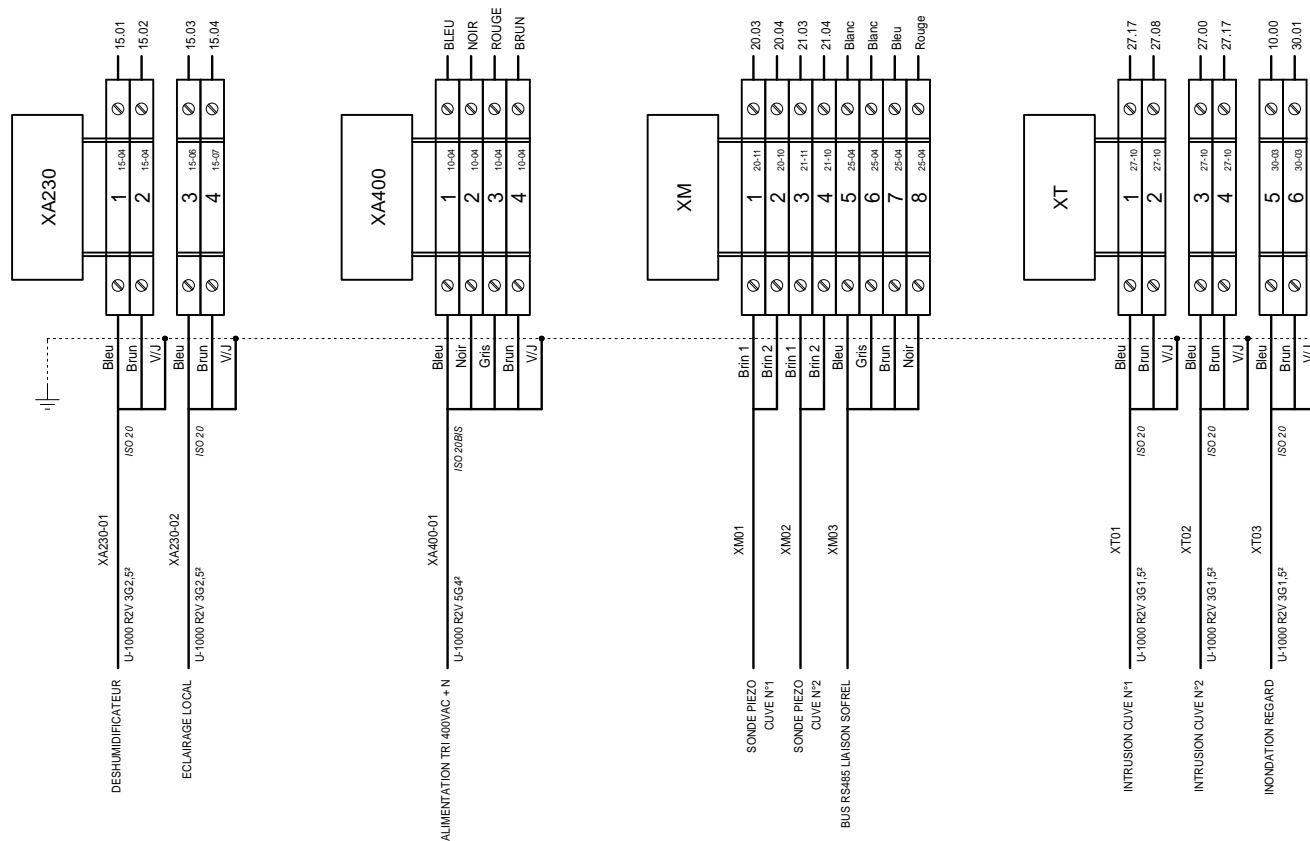 XA230
15.01
15.02
15.03
15.04
1 15-04
2 15-04
3 15-06
4 15-07
Bleu
Brun
V/J
Bleu
Brun
V/J
ISO 20
ISO 20
XA230-01
U-1000 R2V 3G2,5²
XA230-02
U-1000 R2V 3G2,5²
DESHUMIDIFICATEUR
ECLAIRAGE LOCAL
XA400
BLEU
NOIR
ROUGE
BRUN
1 10-04
2 10-04
3 10-04
4 10-04
Bleu
Noir
Gris
Brun
V/J
ISO 20BIS
XA400-01
U-1000 R2V 5G4²
ALIMENTATION TRI 400VAC + N
XM
20.03
20.04
21.03
21.04
Blanc
Blanc
Bleu
Rouge
1 20-11
2 20-10
3 21-11
4 21-10
5 25-04
6 25-04
7 25-04
8 25-04
Brin 1
Brin 2
Brin 1
Brin 2
Bleu
Gris
Brun
Noir
XM01
XM02
XM03
SONDE PIEZO
CUVE N°1
SONDE PIEZO
CUVE N°2
BUS RS485 LIAISON SOFREL
XT
27.17
27.08
27.00
27.17
10.00
30.01
1 27-10
2 27-10
3 27-10
4 27-10
5 30-03
6 30-03
Bleu
Brun
V/J
Bleu
Brun
V/J
Bleu
Brun
V/J
ISO 20
ISO 20
ISO 20
XT01
U-1000 R2V 3G1,5²
XT02
U-1000 R2V 3G1,5²
XT03
U-1000 R2V 3G1,5²
INTRUSION CUVE N°1
INTRUSION CUVE N°2
INONDATION REGARD